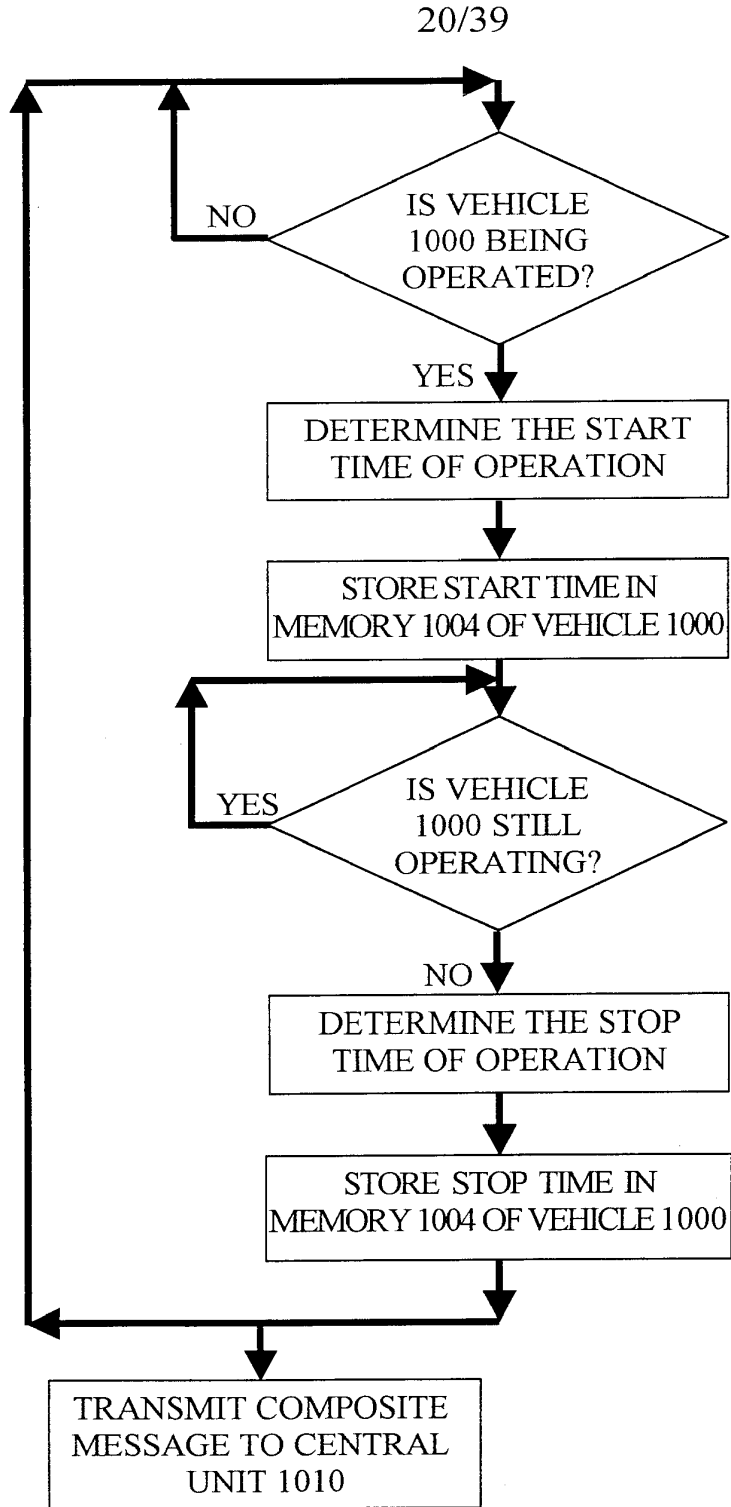 20/39
IS VEHICLE
1000 BEING
OPERATED?
NO
YES
DETERMINE THE START
TIME OF OPERATION
STORE START TIME IN
MEMORY 1004 OF VEHICLE 1000
IS VEHICLE
1000 STILL
OPERATING?
YES
NO
DETERMINE THE STOP
TIME OF OPERATION
STORE STOP TIME IN
MEMORY 1004 OF VEHICLE 1000
TRANSMIT COMPOSITE
MESSAGE TO CENTRAL
UNIT 1010